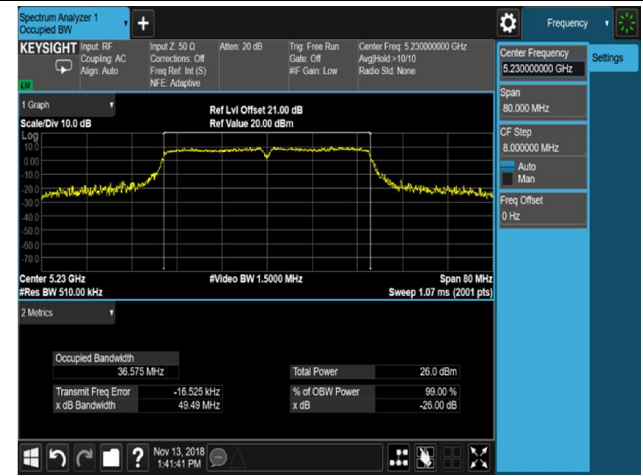 Spectrum Analyzer 1
Occupied BW
Frequency
KEYSIGHT
Input: RF
Coupling: AC
Align: Auto
Input Z: 50 Ω
Corrections: Off
Freq Ref: Int (S)
NFE: Adaptive
Atten: 20 dB
Trig: Free Run
Gate: Off
#IF Gain: Low
Center Freq: 5.230000000 GHz
Avg|Hold:>10/10
Radio Std: None
Center Frequency
5.230000000 GHz
Settings
Span
80.000 MHz
CF Step
8.000000 MHz
Auto
Man
Freq Offset
0 Hz
1 Graph
Scale/Div 10.0 dB
Ref Lvl Offset 21.00 dB
Ref Value 20.00 dBm
Log
10.0
0.00
-10.0
-20.0
-30.0
-40.0
-50.0
-60.0
-70.0
Center 5.23 GHz
#Video BW 1.5000 MHz
Span 80 MHz
#Res BW 510.00 kHz
Sweep 1.07 ms (2001 pts)
2 Metrics
Occupied Bandwidth
36.575 MHz
Total Power 26.0 dBm
Transmit Freq Error -16.525 kHz
% of OBW Power 99.00 %
x dB Bandwidth 49.49 MHz
x dB -26.00 dB
?
Nov 13, 2018
1:41:41 PM